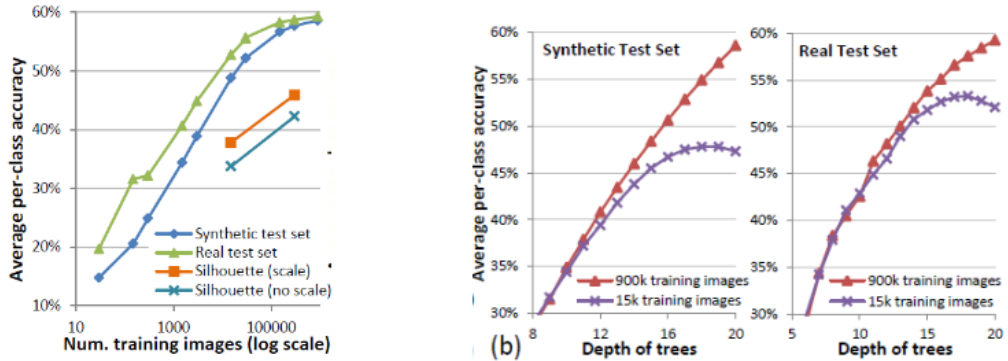 Average per-class accuracy
60%
50%
40%
30%
20%
10%
Synthetic test set
Real test set
Silhouette (scale)
Silhouette (no scale)
10 1000 100000
Num. training images (log scale)
(b)
Average per-class accuracy
60%
55%
50%
45%
40%
35%
30%
Synthetic Test Set
900k training images
15k training images
8 12 16 20
Depth of trees
60%
55%
50%
45%
40%
35%
30%
Real Test Set
900k training images
15k training images
5 10 15 20
Depth of trees